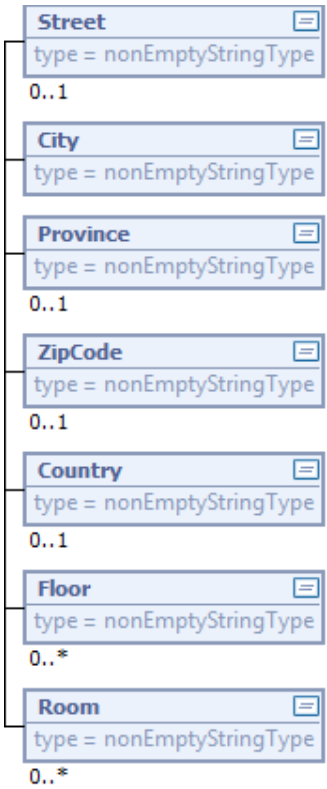 Street
type = nonEmptyStringType
0..1
City
type = nonEmptyStringType
Province
type = nonEmptyStringType
0..1
ZipCode
type = nonEmptyStringType
0..1
Country
type = nonEmptyStringType
0..1
Floor
type = nonEmptyStringType
0..*
Room
type = nonEmptyStringType
0..*